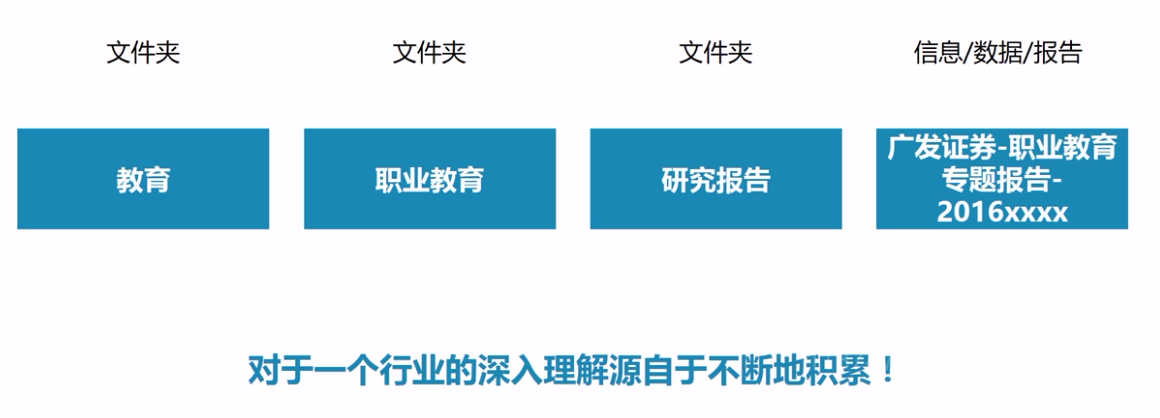 文件夹
文件夹
文件夹
信息/数据/报告
教育
职业教育
研究报告
广发证券-职业教育
专题报告-
2016xxxx
对于一个行业的深入理解源自于不断地积累！